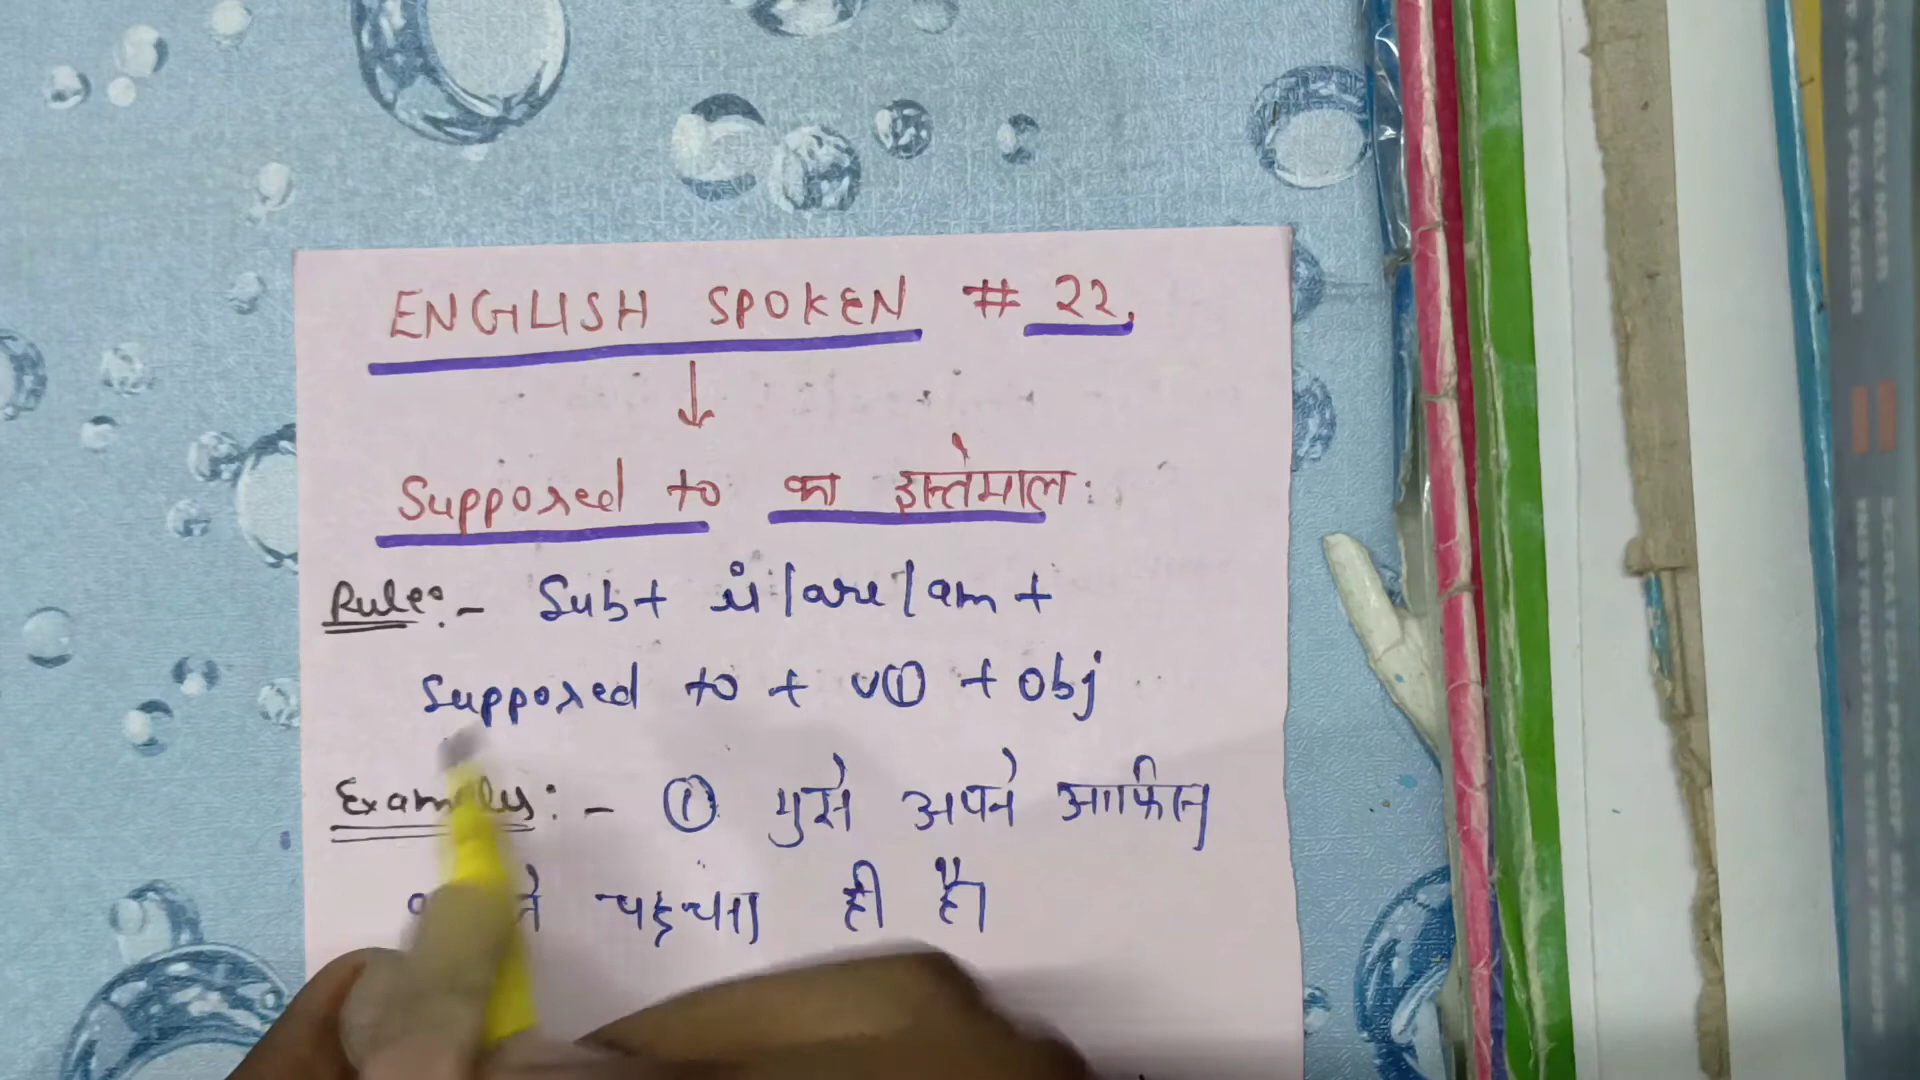 ENGLISH SPOKEN # 22.
Supposed to का इस्तेमाल :
Rule :- Sub + is / are / am +
Supposed to + v① + obj
Examples :- ① मुझे अपने आफिस
पहुचना ही है।